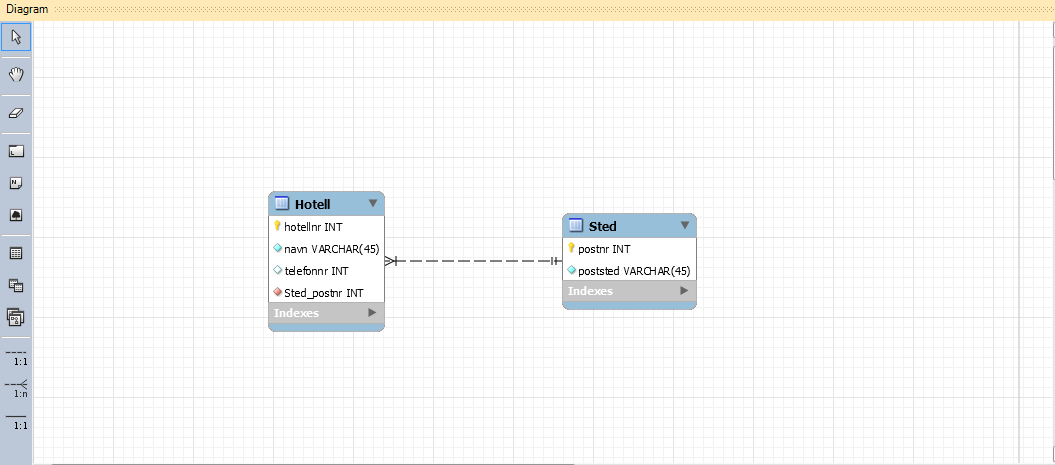 Diagram
Hotell
hotellnr INT
navn VARCHAR(45)
telefonnr INT
Sted_postnr INT
Indexes
Sted
postnr INT
poststed VARCHAR(45)
Indexes
1:1
1:n
1:1